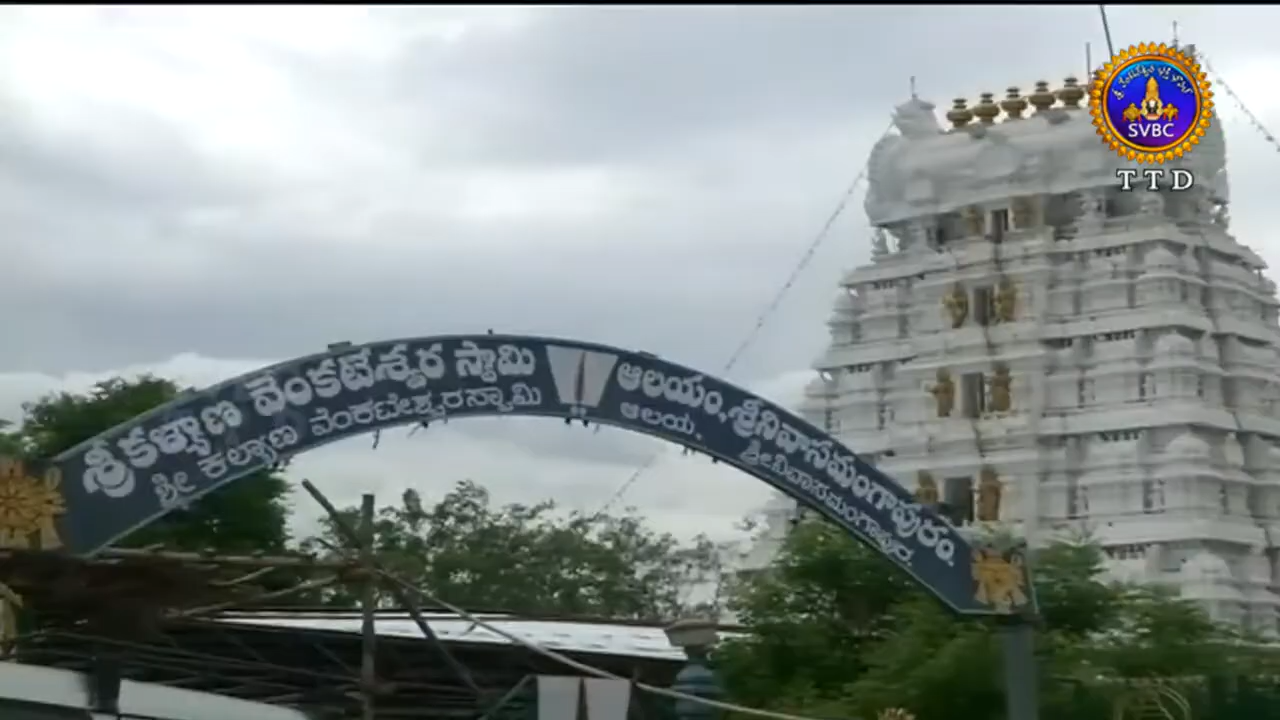 శ్రీ కళ్యాణ వేంకటేశ్వర స్వామి ఆలయం, శ్రీనివాసమంగాపురం.
ಶ್ರೀ ಕಲ್ಯಾಣ ವೆಂಕಟೇಶ್ವರಸ್ವಾಮಿ ಆಲಯ, ಶ್ರೀನಿವಾಸಮಂಗಾಪುರ
SVBC
TTD